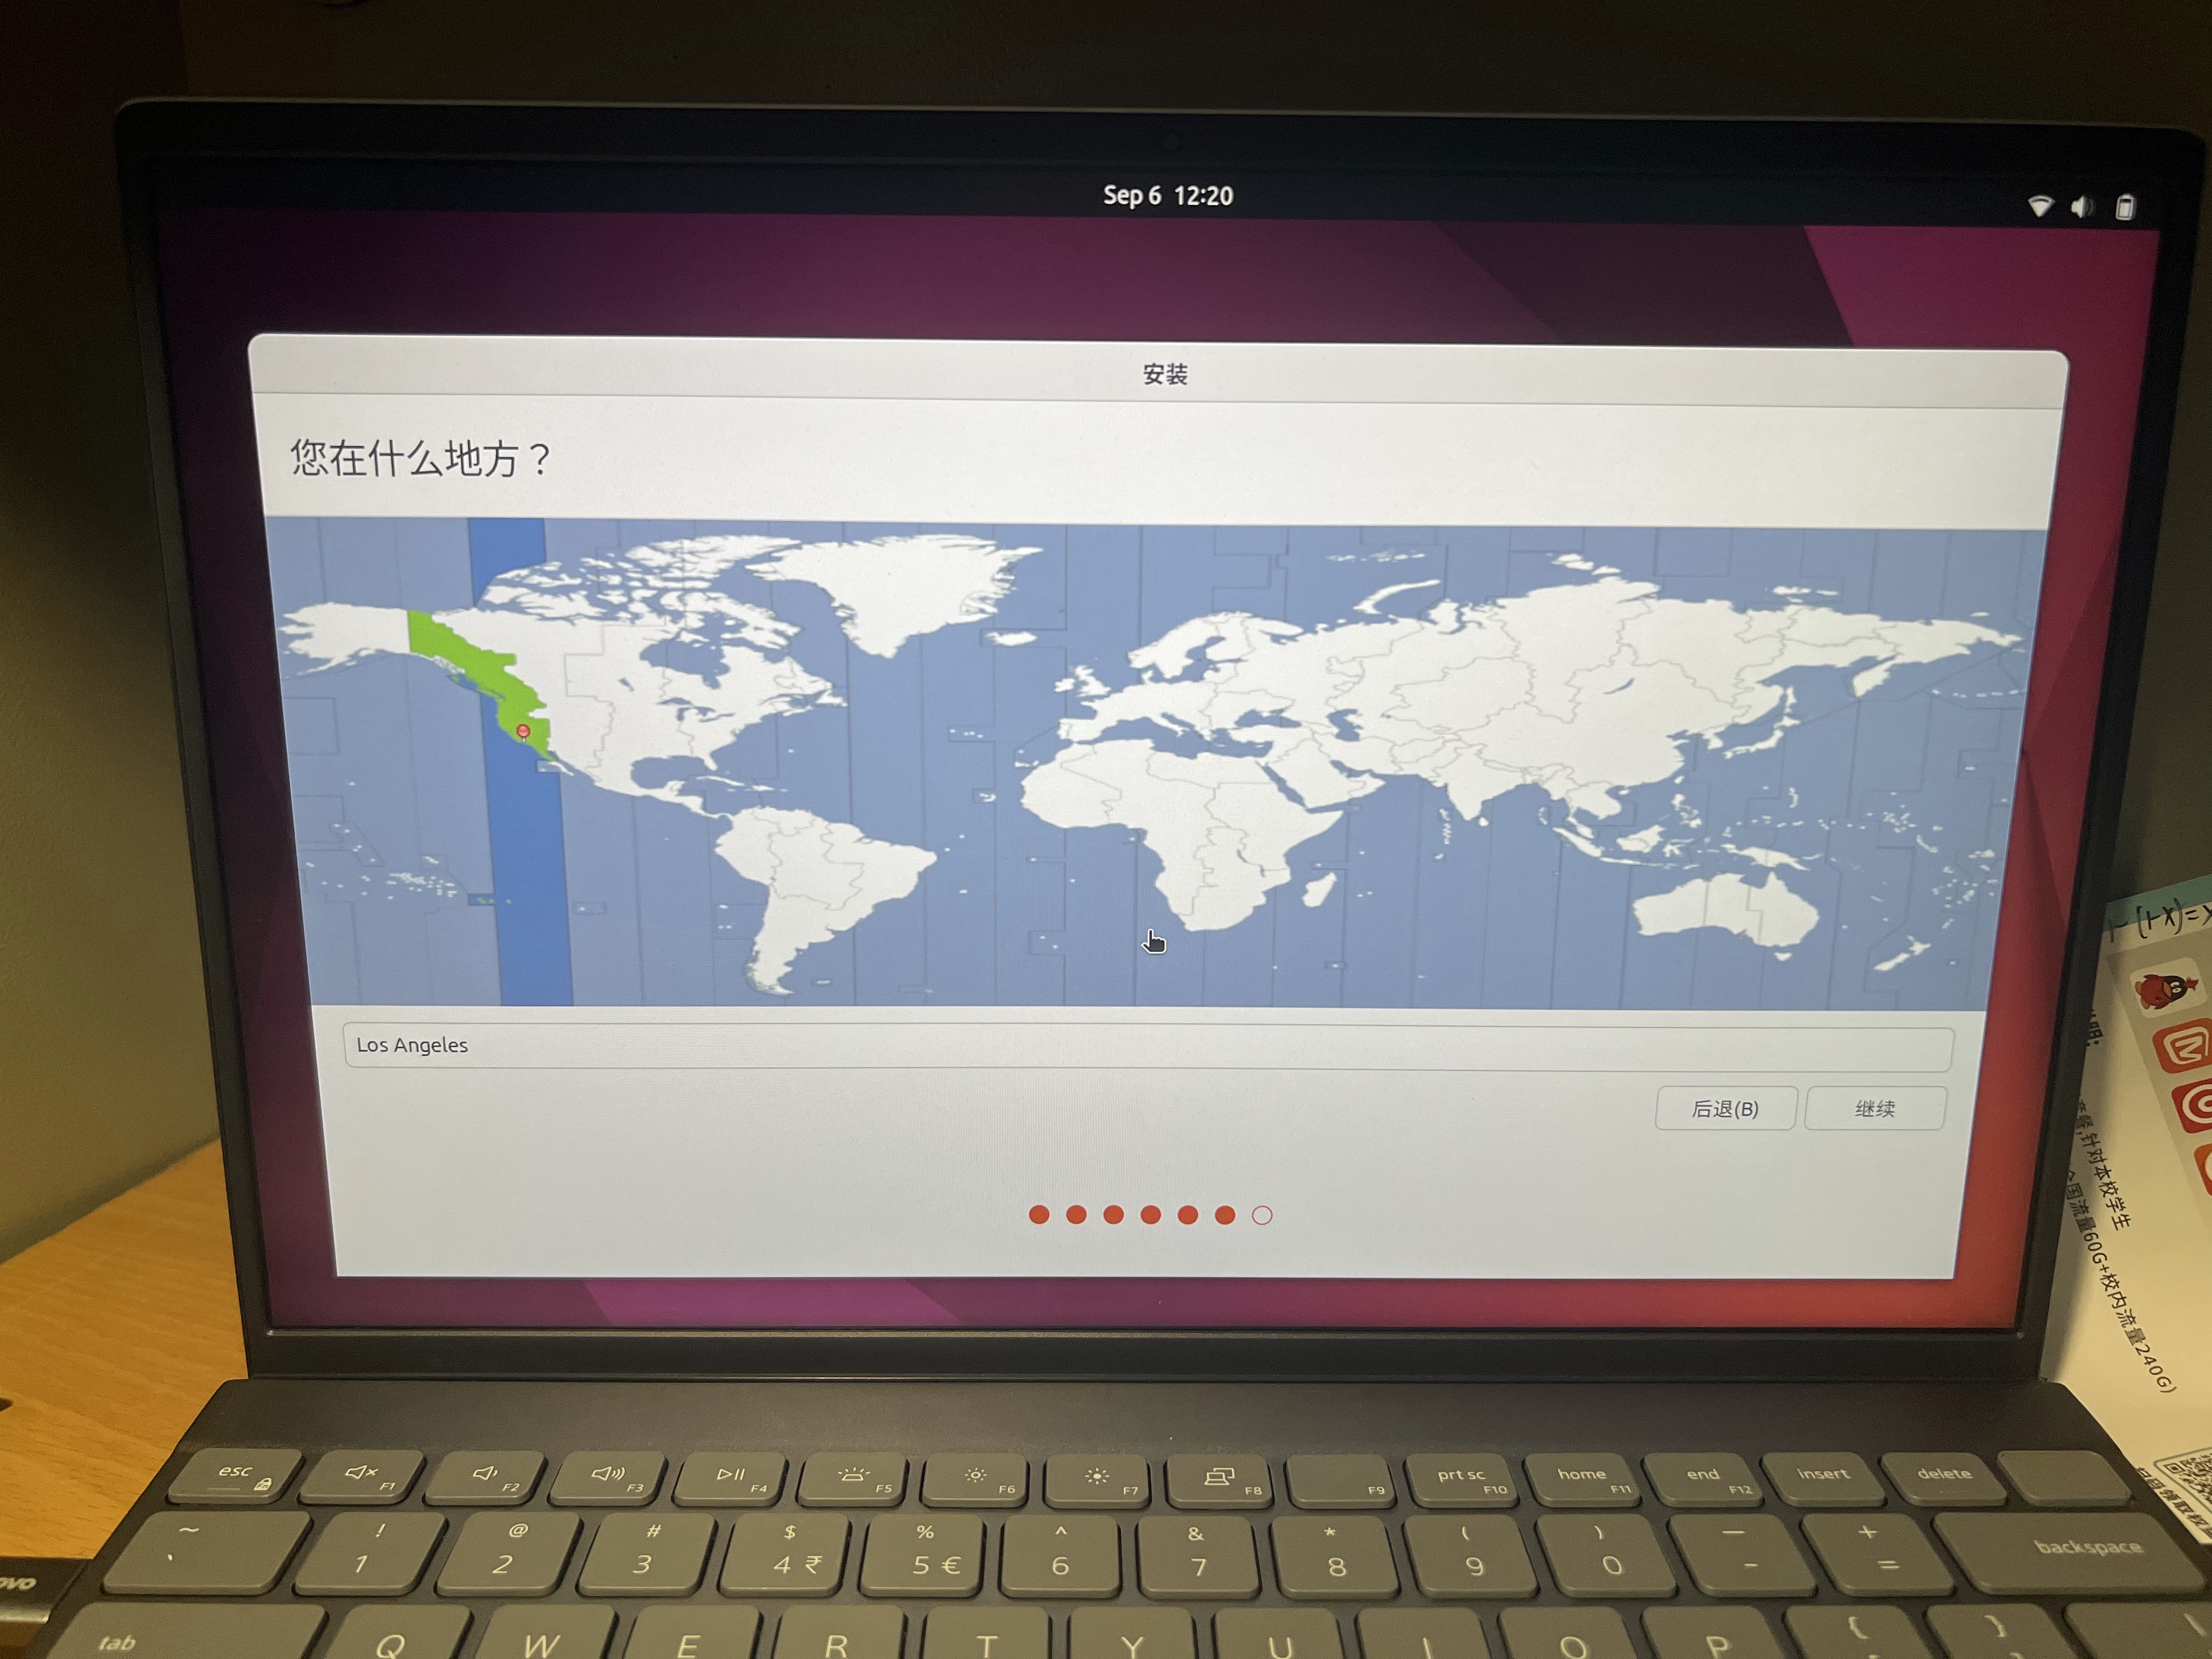 Sep 6 12:20
安装
您在什么地方？
Los Angeles
后退(B) 继续
(1-X)=
餐,针对本校学生
国流量60G+校内流量240G)
esc F1 F2 F3 F4 F5 F6 F7 F8 F9 prt sc F10 home F11 end F12 insert delete
~ ` ! 1 @ 2 # 3 $ 4 ₹ % 5 € ^ 6 & 7 * 8 ( 9 ) 0 — - + = backspace
tab Q W E R T Y U I O P { }